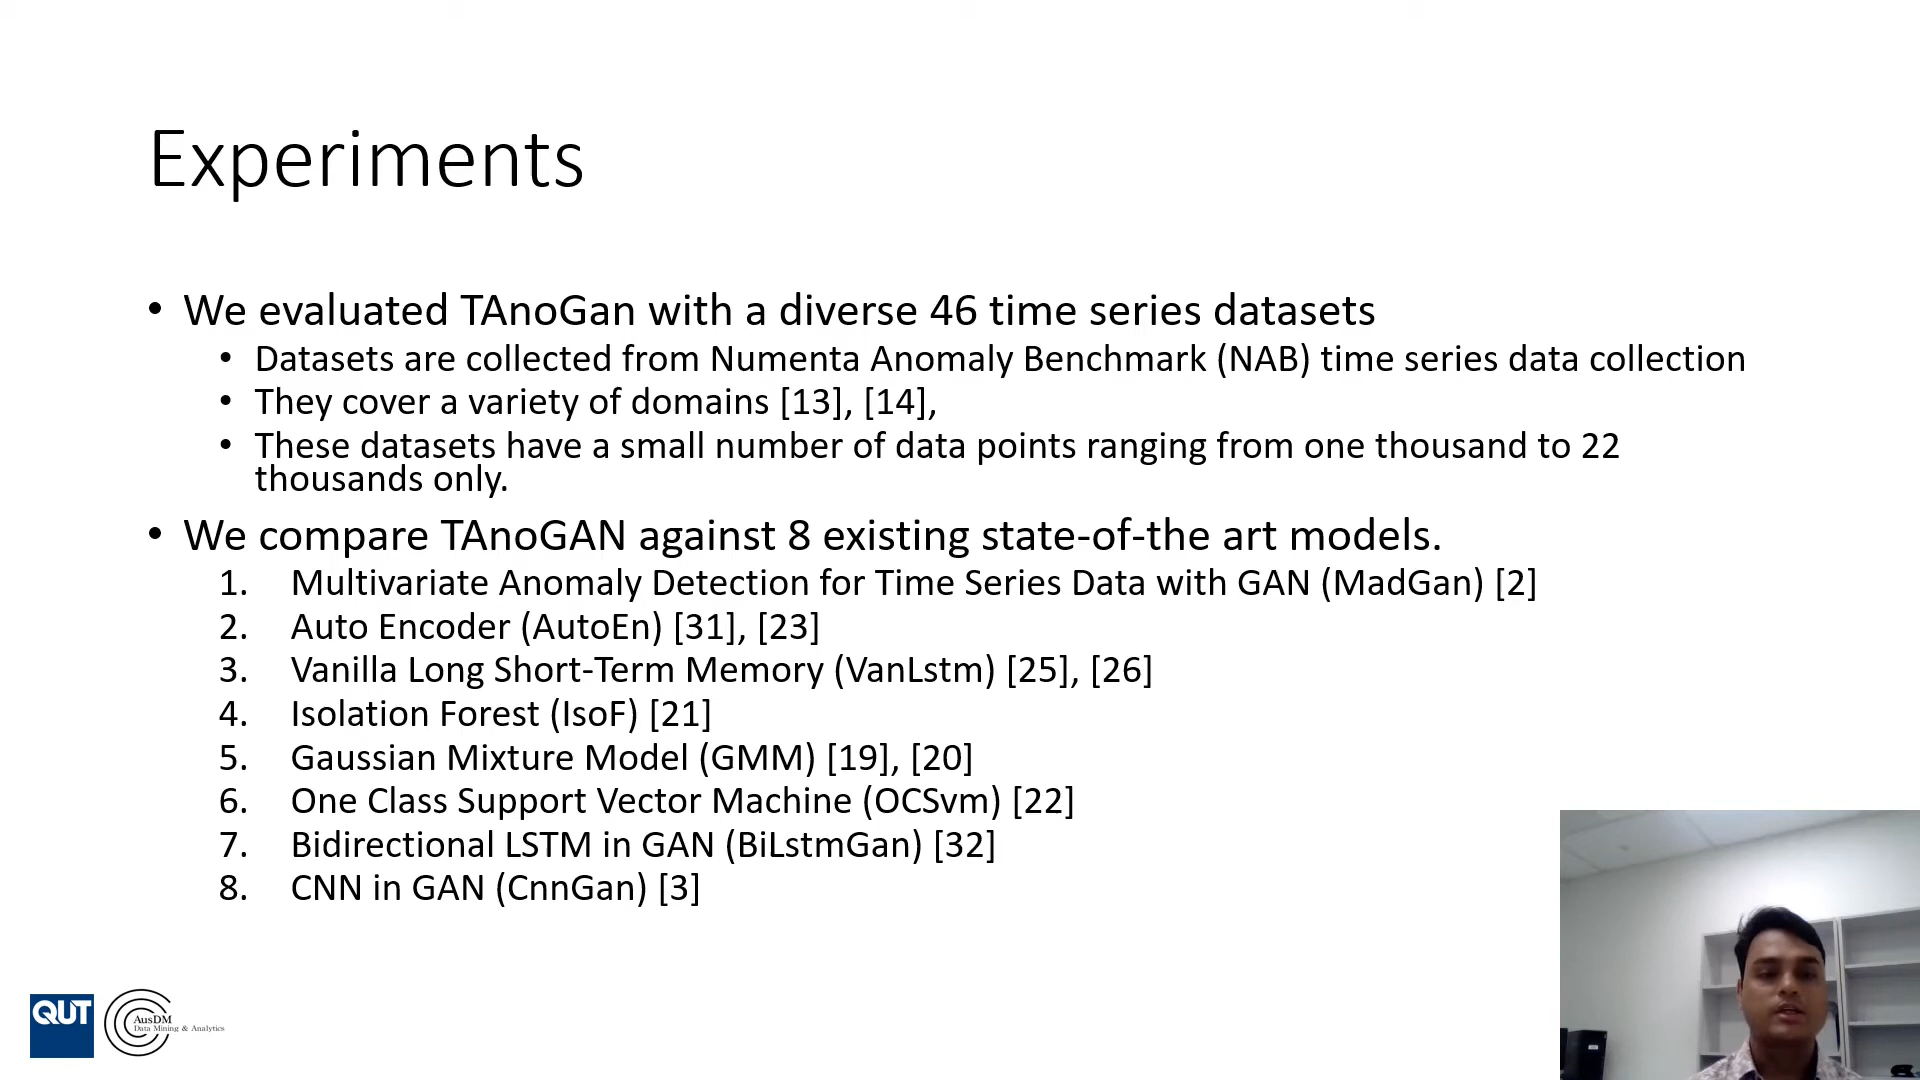 Experiments
• We evaluated TAnoGan with a diverse 46 time series datasets
• Datasets are collected from Numenta Anomaly Benchmark (NAB) time series data collection
• They cover a variety of domains [13], [14],
• These datasets have a small number of data points ranging from one thousand to 22
thousands only.
• We compare TAnoGAN against 8 existing state-of-the art models.
1. Multivariate Anomaly Detection for Time Series Data with GAN (MadGan) [2]
2. Auto Encoder (AutoEn) [31], [23]
3. Vanilla Long Short-Term Memory (VanLstm) [25], [26]
4. Isolation Forest (IsoF) [21]
5. Gaussian Mixture Model (GMM) [19], [20]
6. One Class Support Vector Machine (OCSvm) [22]
7. Bidirectional LSTM in GAN (BiLstmGan) [32]
8. CNN in GAN (CnnGan) [3]
QUT
AusDM
Data Mining & Analytics